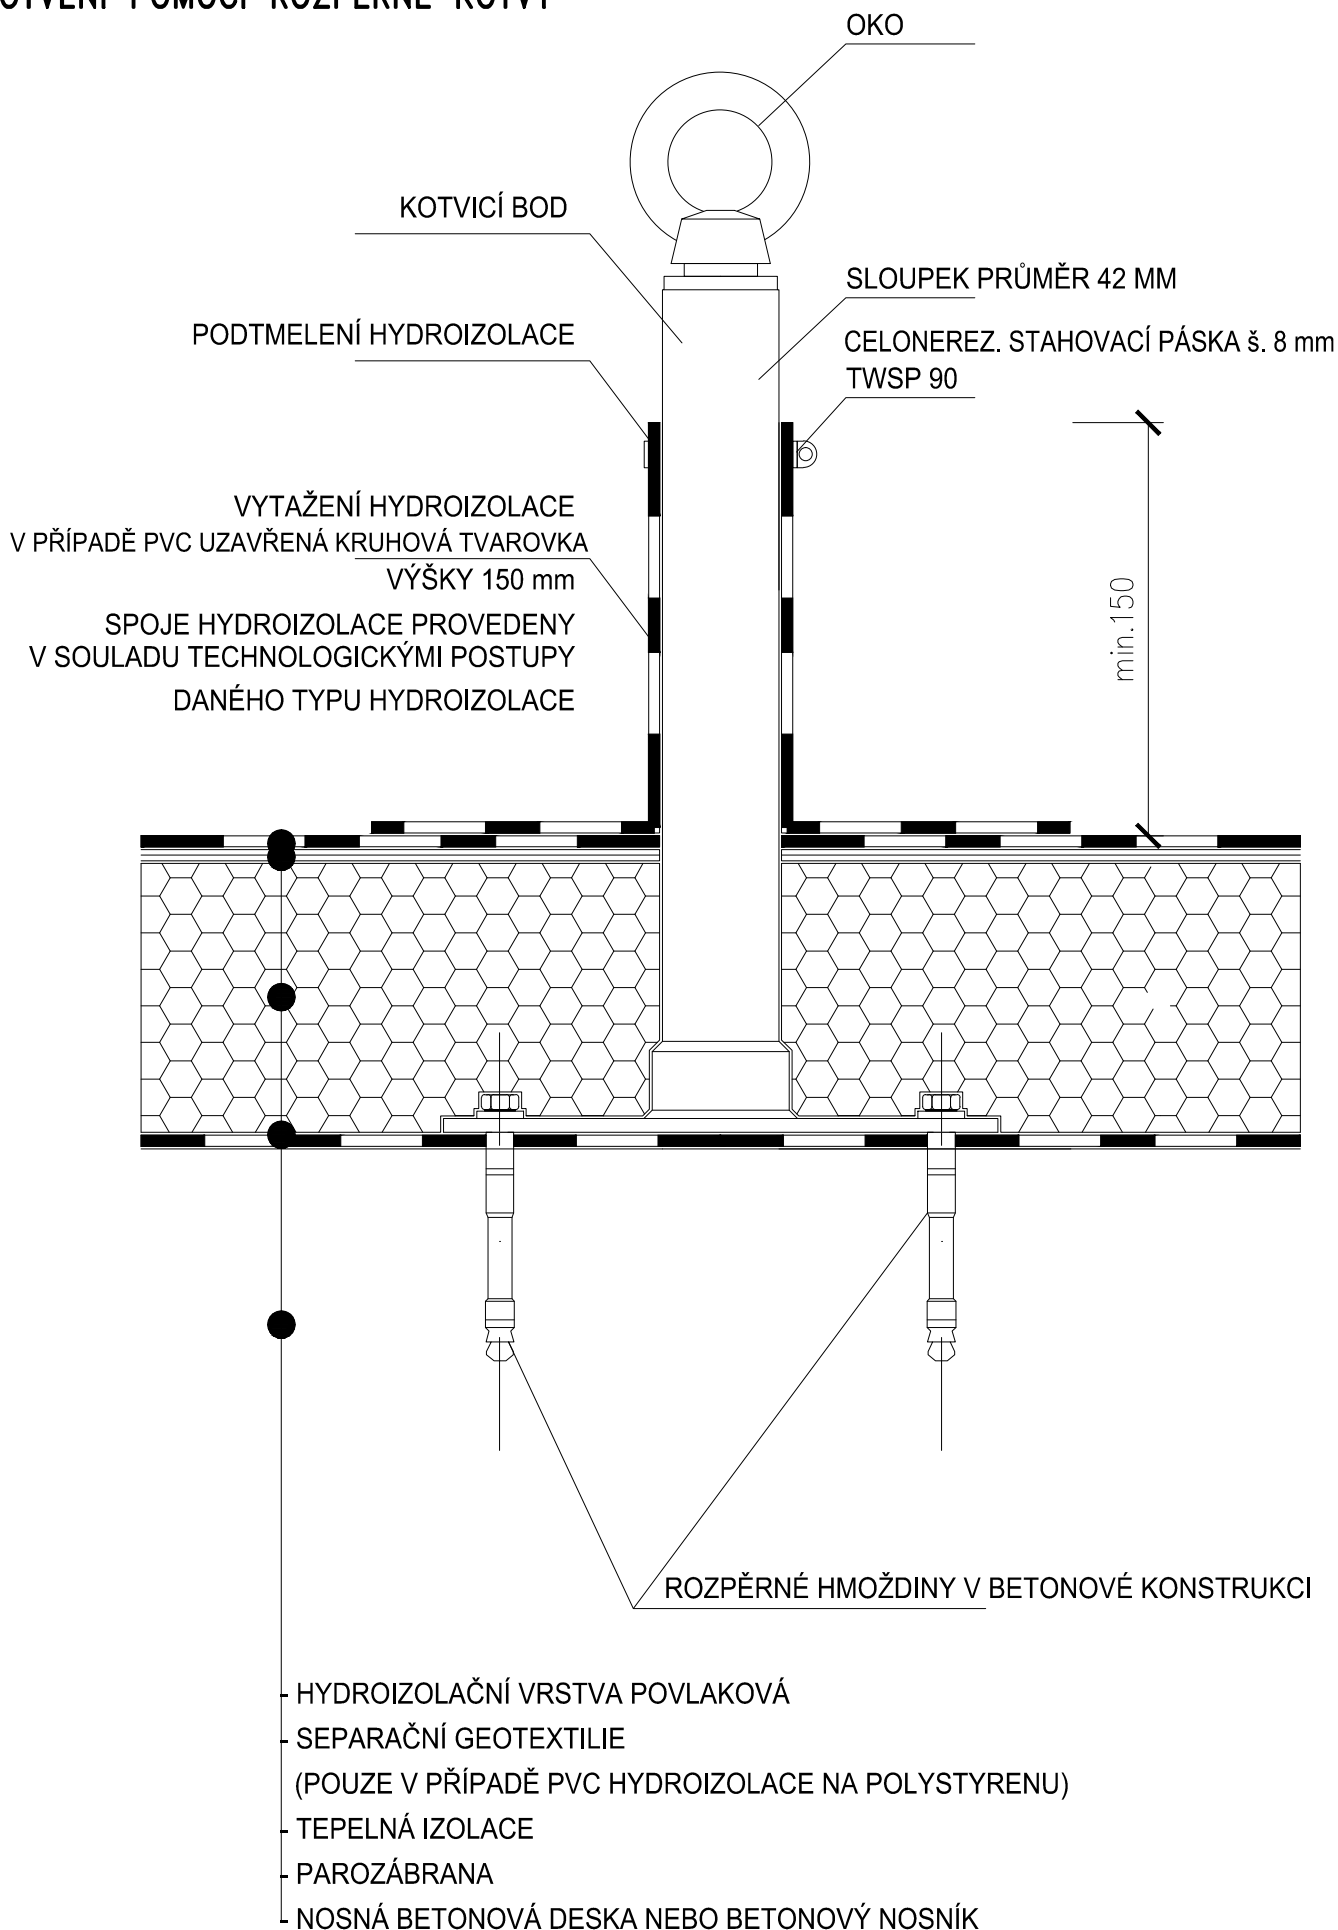 POMOCÍ ROZPĚRNÉ KOTVY
OKO
KOTVICÍ BOD
SLOUPEK PRŮMĚR 42 MM
PODTMELENÍ HYDROIZOLACE
CELONEREZ. STAHOVACÍ PÁSKA š. 8 mm
TWSP 90
VYTAŽENÍ HYDROIZOLACE
V PŘÍPADĚ PVC UZAVŘENÁ KRUHOVÁ TVAROVKA
VÝŠKY 150 mm
SPOJE HYDROIZOLACE PROVEDENY
V SOULADU TECHNOLOGICKÝMI POSTUPY
DANÉHO TYPU HYDROIZOLACE
min.150
ROZPĚRNÉ HMOŽDINY V BETONOVÉ KONSTRUKCI
- HYDROIZOLAČNÍ VRSTVA POVLAKOVÁ
- SEPARAČNÍ GEOTEXTILIE
(POUZE V PŘÍPADĚ PVC HYDROIZOLACE NA POLYSTYRENU)
- TEPELNÁ IZOLACE
- PAROZÁBRANA
- NOSNÁ BETONOVÁ DESKA NEBO BETONOVÝ NOSNÍK